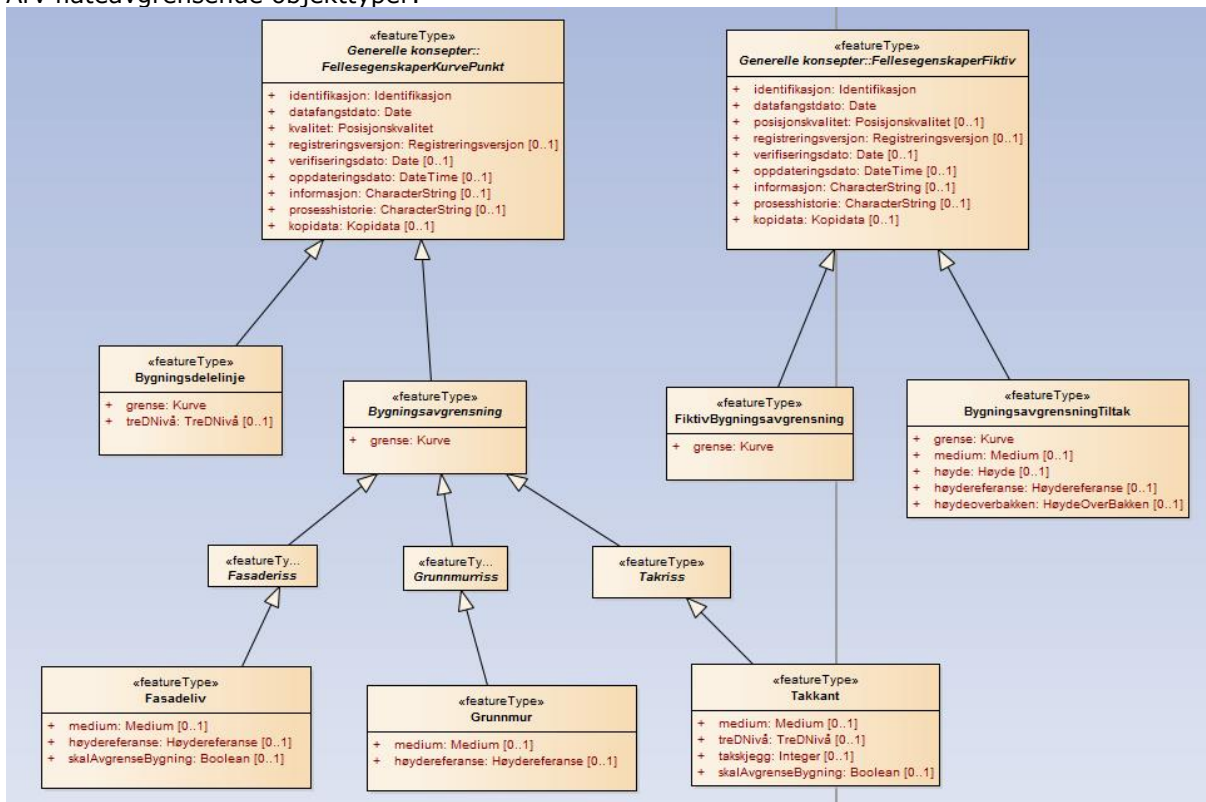 Arv flateavgrensende objekttyper:
«featureType»
Generelle konsepter::
FellesegenskaperKurvePunkt
+ identifikasjon: Identifikasjon
+ datafangstdato: Date
+ kvalitet: Posisjonskvalitet
+ registreringsversjon: Registreringsversjon [0..1]
+ verifiseringsdato: Date [0..1]
+ oppdateringsdato: DateTime [0..1]
+ informasjon: CharacterString [0..1]
+ prosesshistorie: CharacterString [0..1]
+ kopidata: Kopidata [0..1]
«featureType»
Generelle konsepter::FellesegenskaperFiktiv
+ identifikasjon: Identifikasjon
+ datafangstdato: Date
+ posisjonskvalitet: Posisjonskvalitet [0..1]
+ registreringsversjon: Registreringsversjon [0..1]
+ verifiseringsdato: Date [0..1]
+ oppdateringsdato: DateTime [0..1]
+ informasjon: CharacterString [0..1]
+ prosesshistorie: CharacterString [0..1]
+ kopidata: Kopidata [0..1]
«featureType»
Bygningsdelelinje
+ grense: Kurve
+ treDNivå: TreDNivå [0..1]
«featureType»
Bygningsavgrensning
+ grense: Kurve
«featureType»
FiktivBygningsavgrensning
+ grense: Kurve
«featureType»
BygningsavgrensningTiltak
+ grense: Kurve
+ medium: Medium [0..1]
+ høyde: Høyde [0..1]
+ høydereferanse: Høydereferanse [0..1]
+ høydeoverbakken: HøydeOverBakken [0..1]
«featureTy...
Fasaderiss
«featureTy...
Grunnmurriss
«featureType»
Takriss
«featureType»
Fasadeliv
+ medium: Medium [0..1]
+ høydereferanse: Høydereferanse [0..1]
+ skalAvgrenseBygning: Boolean [0..1]
«featureType»
Grunnmur
+ medium: Medium [0..1]
+ høydereferanse: Høydereferanse [0..1]
«featureType»
Takkant
+ medium: Medium [0..1]
+ treDNivå: TreDNivå [0..1]
+ takskjegg: Integer [0..1]
+ skalAvgrenseBygning: Boolean [0..1]